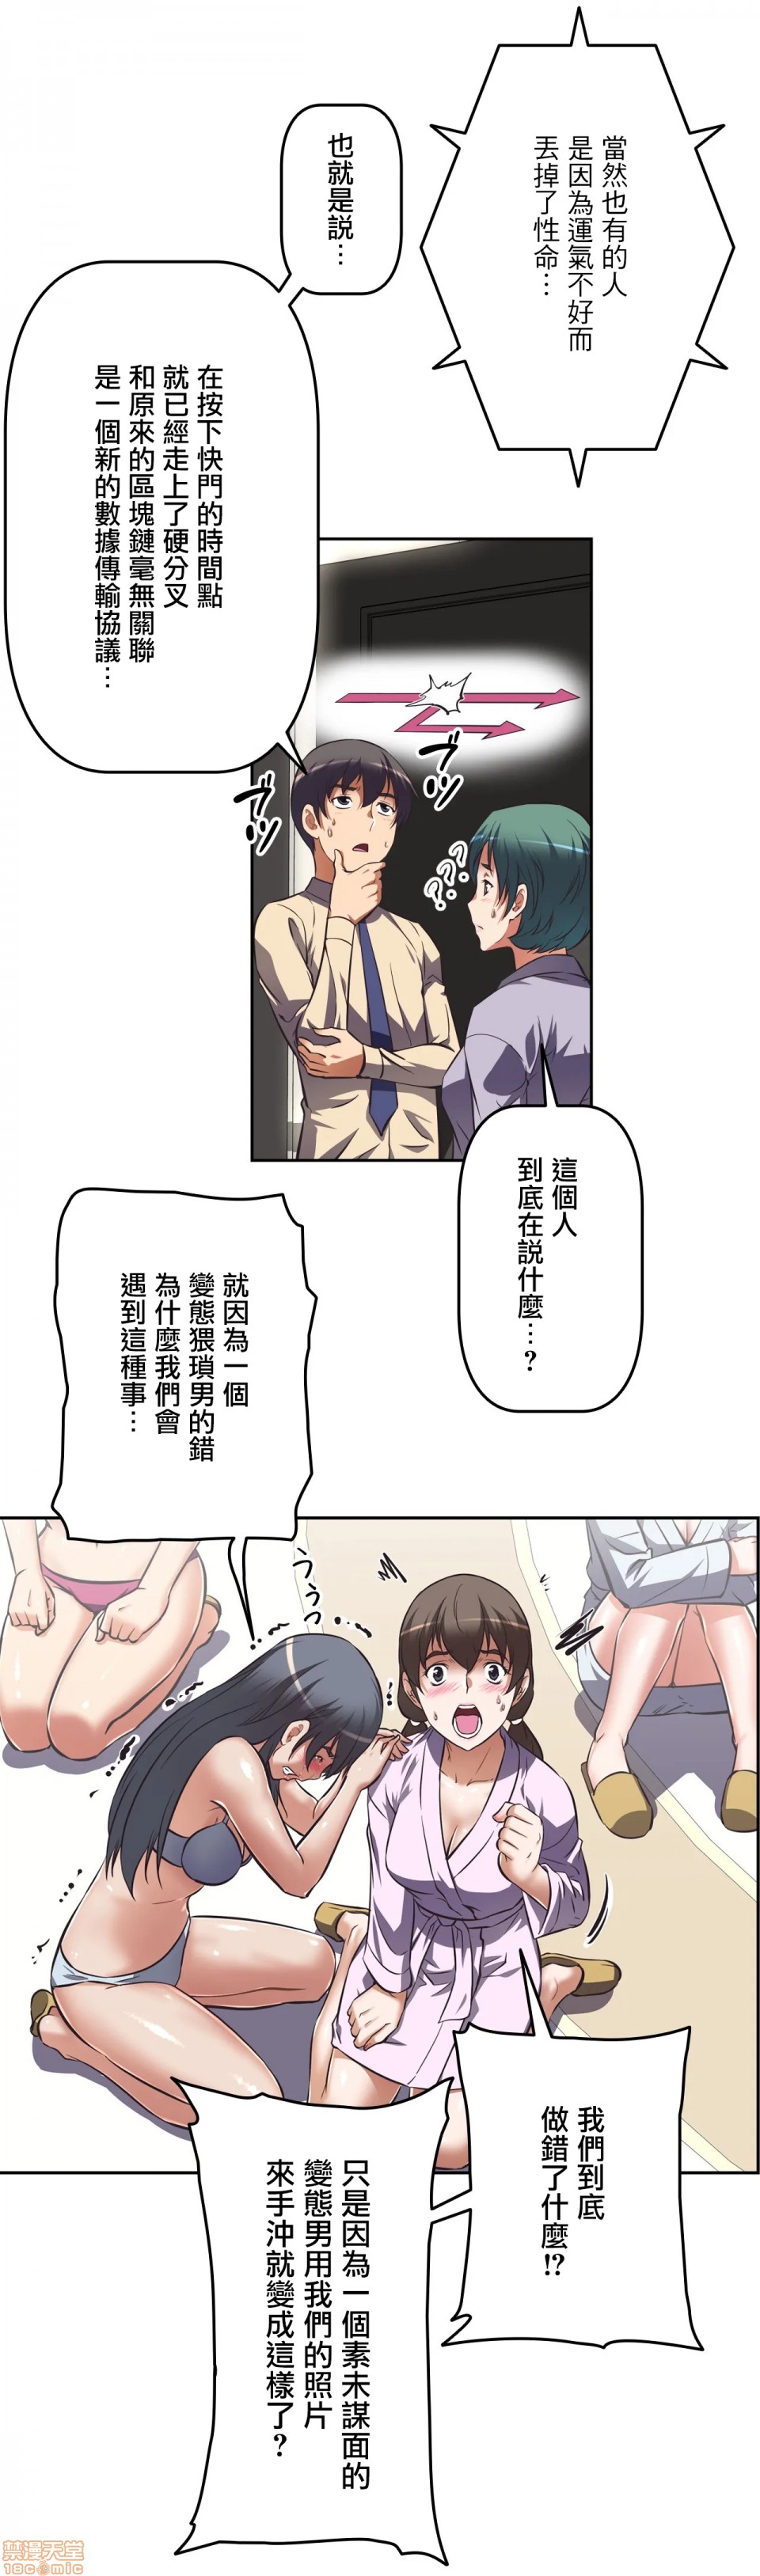 當然也有的人
是因為運氣不好而
丟掉了性命…
也就是説…
在按下快門的時間點
就已經走上了硬分叉
和原來的區塊鏈毫無關聯
是一個新的數據傳輸協議…
ブツ
ブツ
???
這個人
到底在説什麼…?
就因為一個
變態猥瑣男的錯
為什麼我們會
遇到這種事…
うぅっ
我們到底
做錯了什麼!?
只是因為一個素未謀面的
變態男用我們的照片
來手沖就變成這樣了?
禁漫天堂
18comic